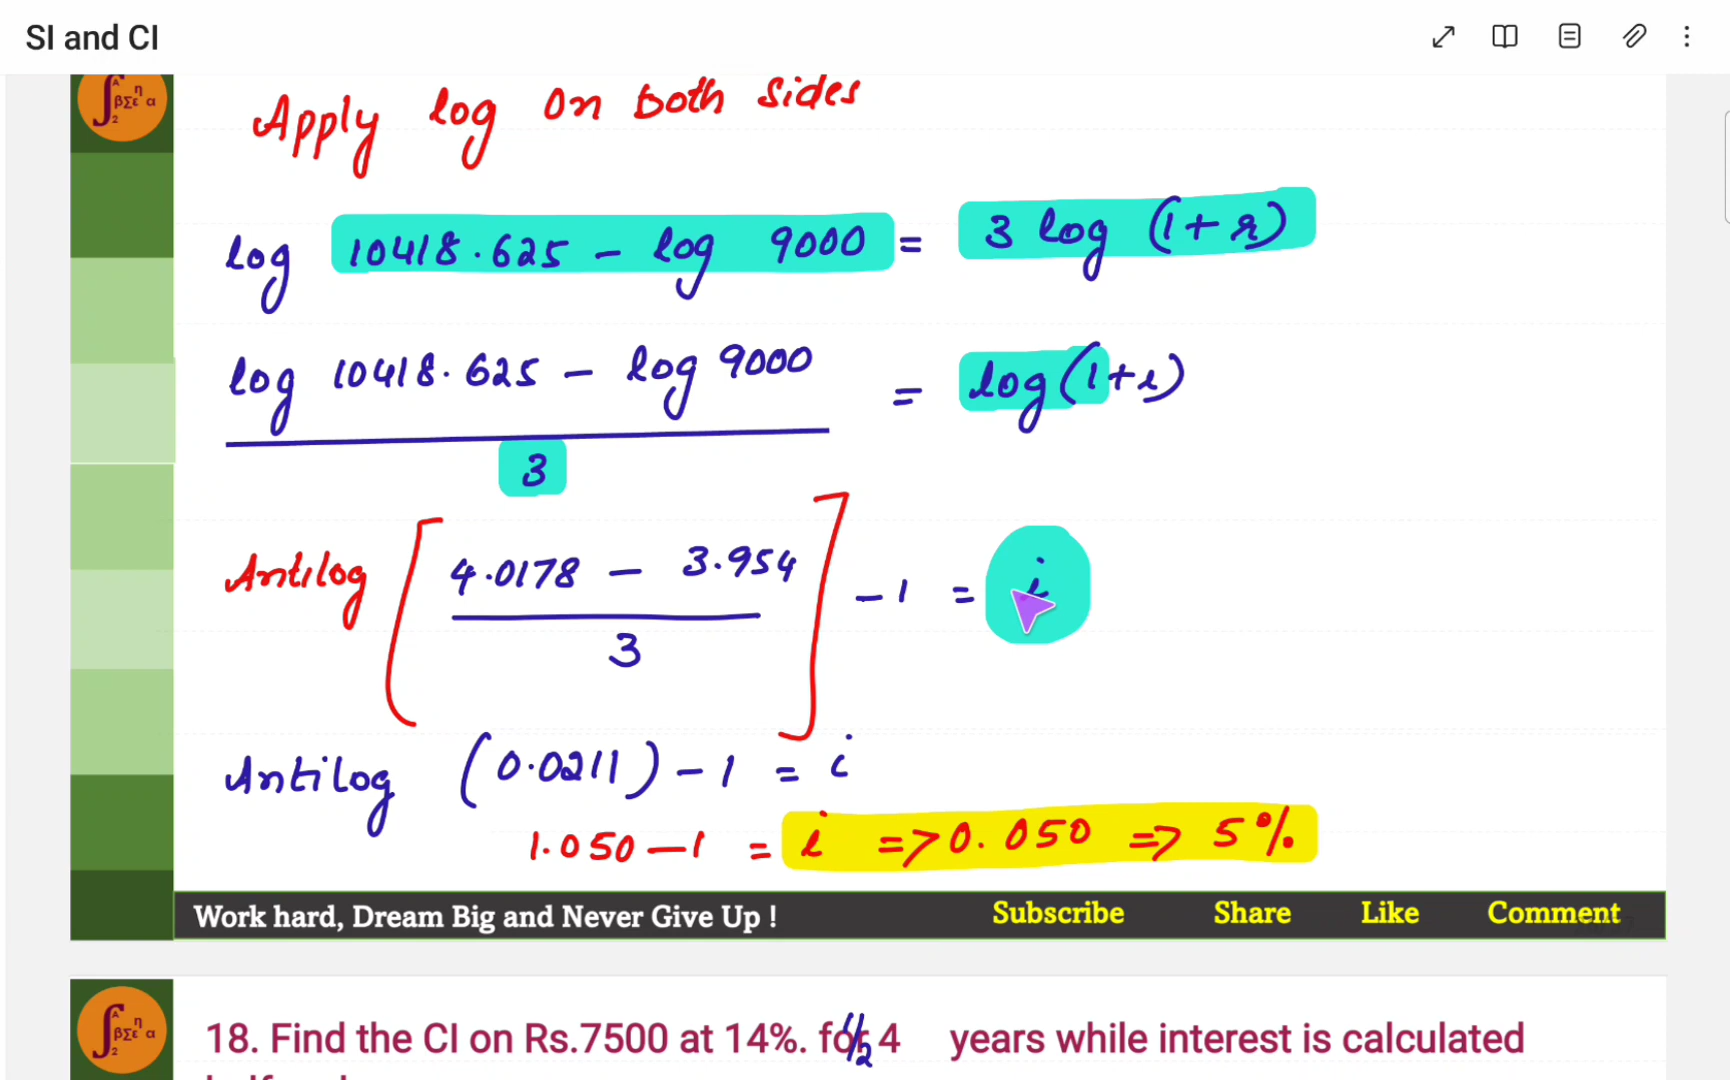 SI and CI
Apply log on both sides
log 10418.625 - log 9000 = 3 log (1+r)
log 10418.625 - log 9000 / 3 = log(1+i)
Antilog [ 4.0178 - 3.954 / 3 ] - 1 = i
Antilog (0.0211) - 1 = i
1.050 - 1 = i => 0.050 => 5%
Work hard, Dream Big and Never Give Up ! Subscribe Share Like Comment
18. Find the CI on Rs.7500 at 14%. for 4 1/2 years while interest is calculated